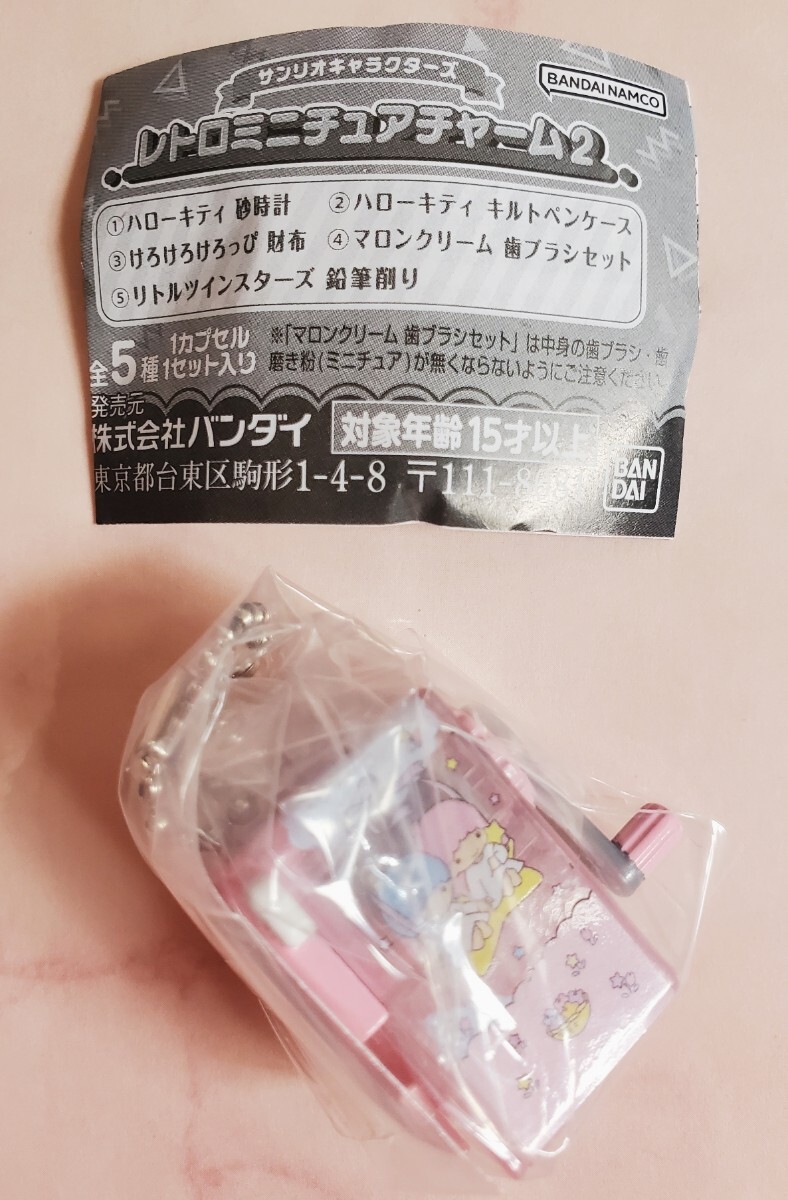 サンリオキャラクターズ
BANDAI NAMCO
レトロミニチュアチャーム2
①ハローキティ 砂時計 ②ハローキティ キルトペンケース
③けろけろけろっぴ 財布 ④マロンクリーム 歯ブラシセット
⑤リトルツインスターズ 鉛筆削り
全5種 1カプセル1セット入り
※「マロンクリーム 歯ブラシセット」は中身の歯ブラシ・歯
磨き粉(ミニチュア)が無くならないようにご注意ください
発売元
株式会社バンダイ 対象年齢 15才以上
東京都台東区駒形1-4-8 〒111-8
BAN
DAI